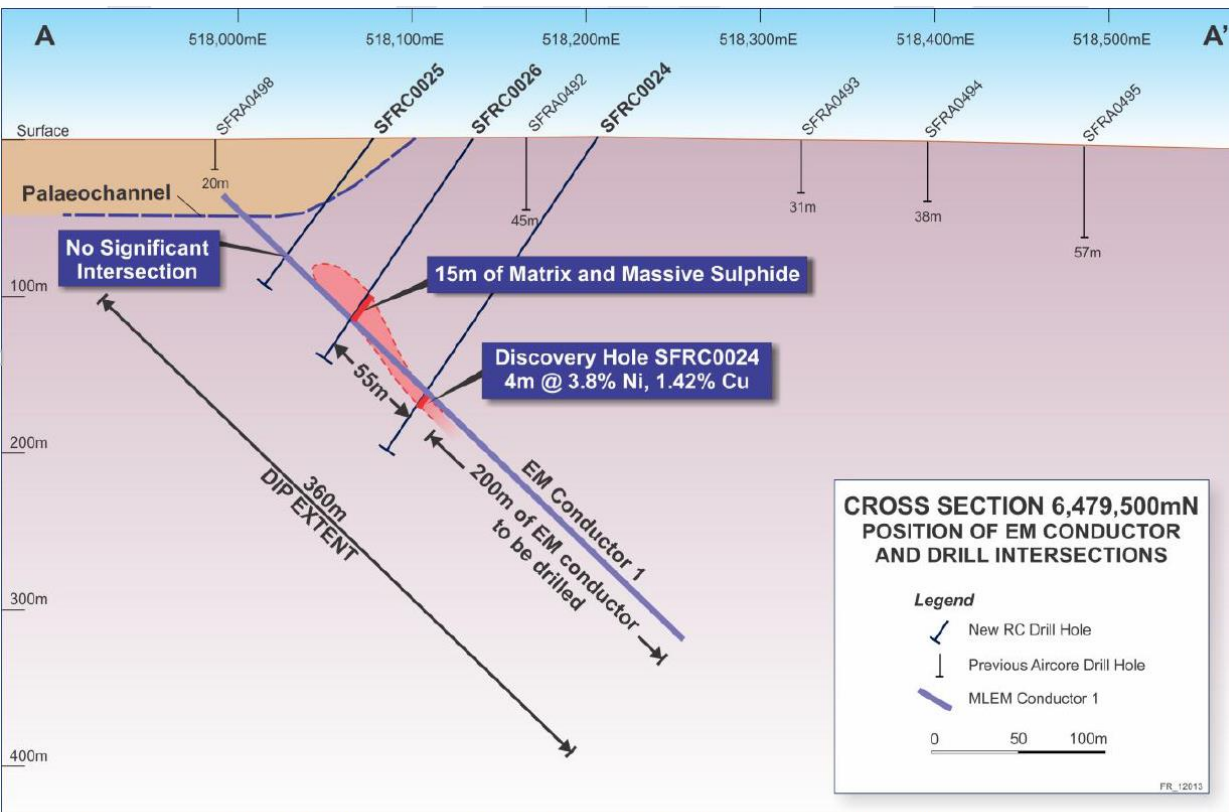 A
A'
518,000mE
518,100mE
518,200mE
518,300mE
518,400mE
518,500mE
SFRA0498
SFRC0025
SFRC0026
SFRA0492
SFRC0024
SFRA0493
SFRA0494
SFRA0495
Surface
20m
Palaeochannel
45m
31m
38m
57m
No Significant
Intersection
100m
15m of Matrix and Massive Sulphide
Discovery Hole SFRC0024
4m @ 3.8% Ni, 1.42% Cu
55m
200m
360m
DIP EXTENT
EM Conductor 1
200m of EM conductor
to be drilled
300m
400m
CROSS SECTION 6,479,500mN
POSITION OF EM CONDUCTOR
AND DRILL INTERSECTIONS
Legend
New RC Drill Hole
Previous Aircore Drill Hole
MLEM Conductor 1
0 50 100m
FR_12013